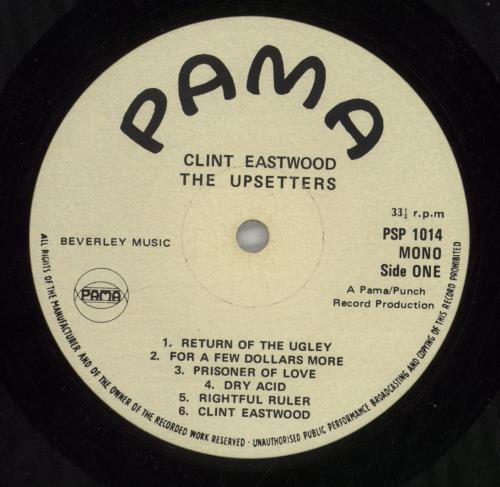 PAMA
CLINT EASTWOOD
THE UPSETTERS
33⅓ r.p.m
PSP 1014
MONO
Side ONE
BEVERLEY MUSIC
PAMA
A Pama/Punch
Record Production
1. RETURN OF THE UGLEY
2. FOR A FEW DOLLARS MORE
3. PRISONER OF LOVE
4. DRY ACID
5. RIGHTFUL RULER
6. CLINT EASTWOOD
ALL RIGHTS OF THE MANUFACTURER AND OF THE OWNER OF THE RECORDED WORK RESERVED · UNAUTHORISED PUBLIC PERFORMANCE BROADCASTING AND COPYING OF THIS RECORD PROHIBITED